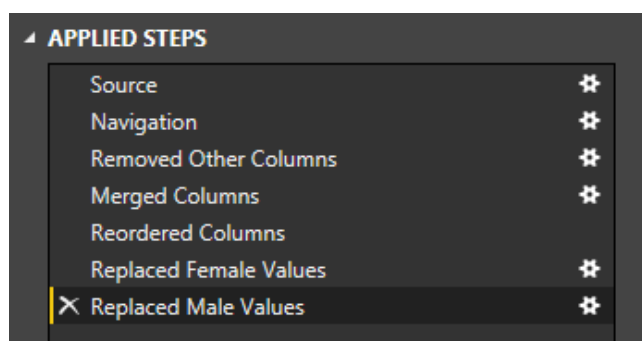 APPLIED STEPS
Source
Navigation
Removed Other Columns
Merged Columns
Reordered Columns
Replaced Female Values
Replaced Male Values